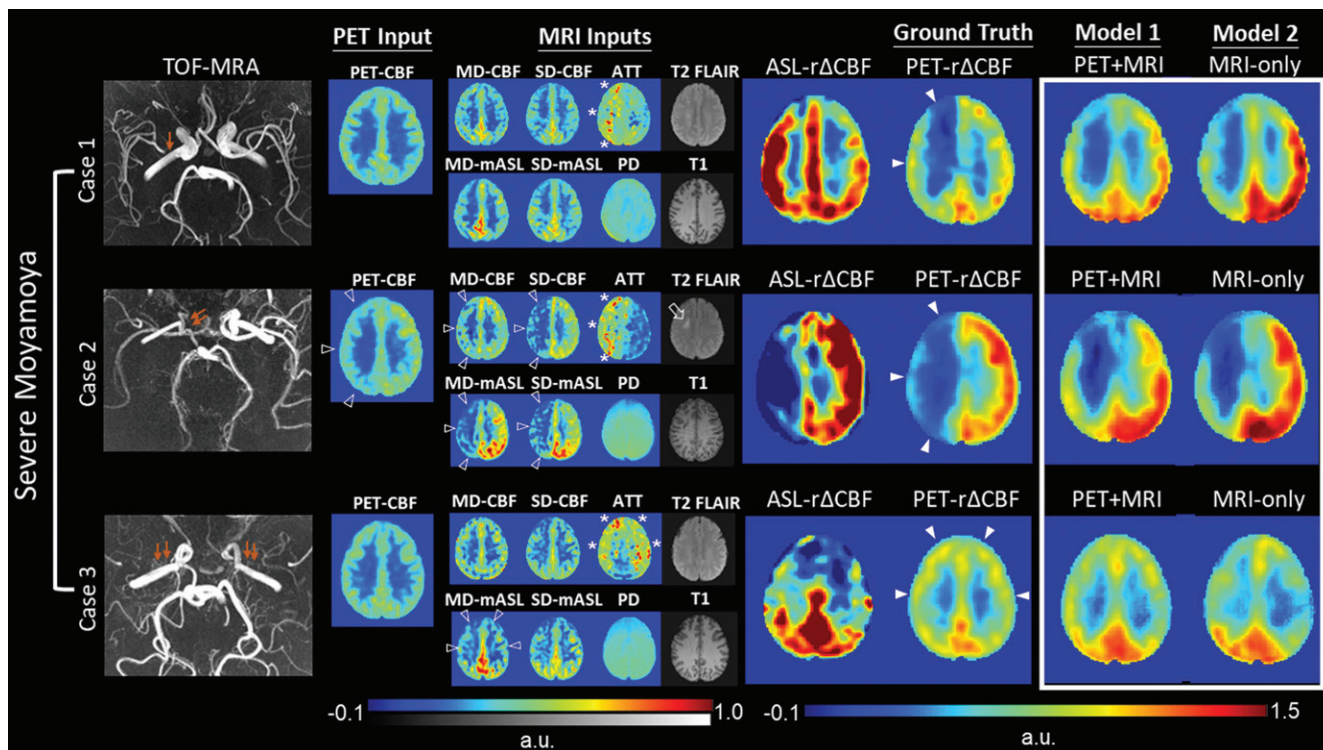 PET Input MRI Inputs Ground Truth Model 1 Model 2
TOF-MRA PET-CBF MD-CBF SD-CBF ATT T2 FLAIR ASL-rΔCBF PET-rΔCBF PET+MRI MRI-only
* * *
MD-mASL SD-mASL PD T1
Severe Moyamoya
Case 1
PET-CBF MD-CBF SD-CBF ATT T2 FLAIR ASL-rΔCBF PET-rΔCBF PET+MRI MRI-only
* * *
MD-mASL SD-mASL PD T1
Case 2
PET-CBF MD-CBF SD-CBF ATT T2 FLAIR ASL-rΔCBF PET-rΔCBF PET+MRI MRI-only
* * * *
MD-mASL SD-mASL PD T1
Case 3
-0.1 1.0 -0.1 1.5
a.u. a.u.